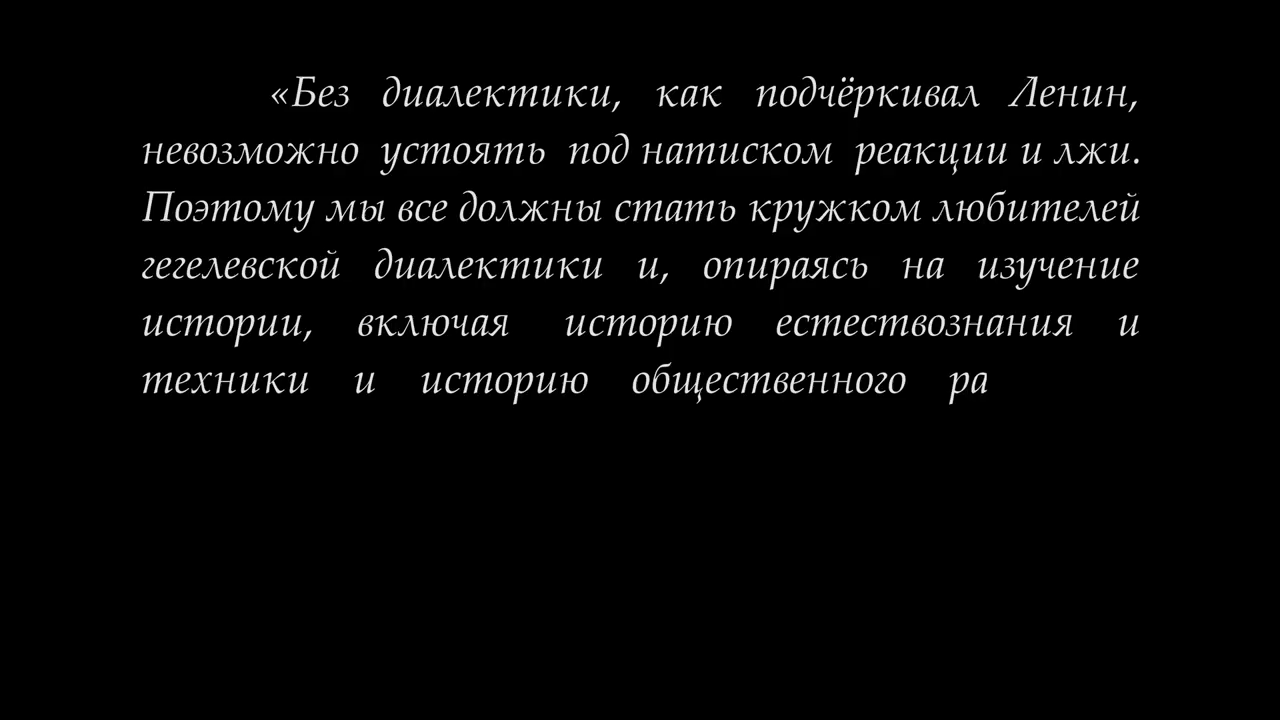 «Без диалектики, как подчёркивал Ленин,
невозможно устоять под натиском реакции и лжи.
Поэтому мы все должны стать кружком любителей
гегелевской диалектики и, опираясь на изучение
истории, включая историю естествознания и
техники и историю общественного ра